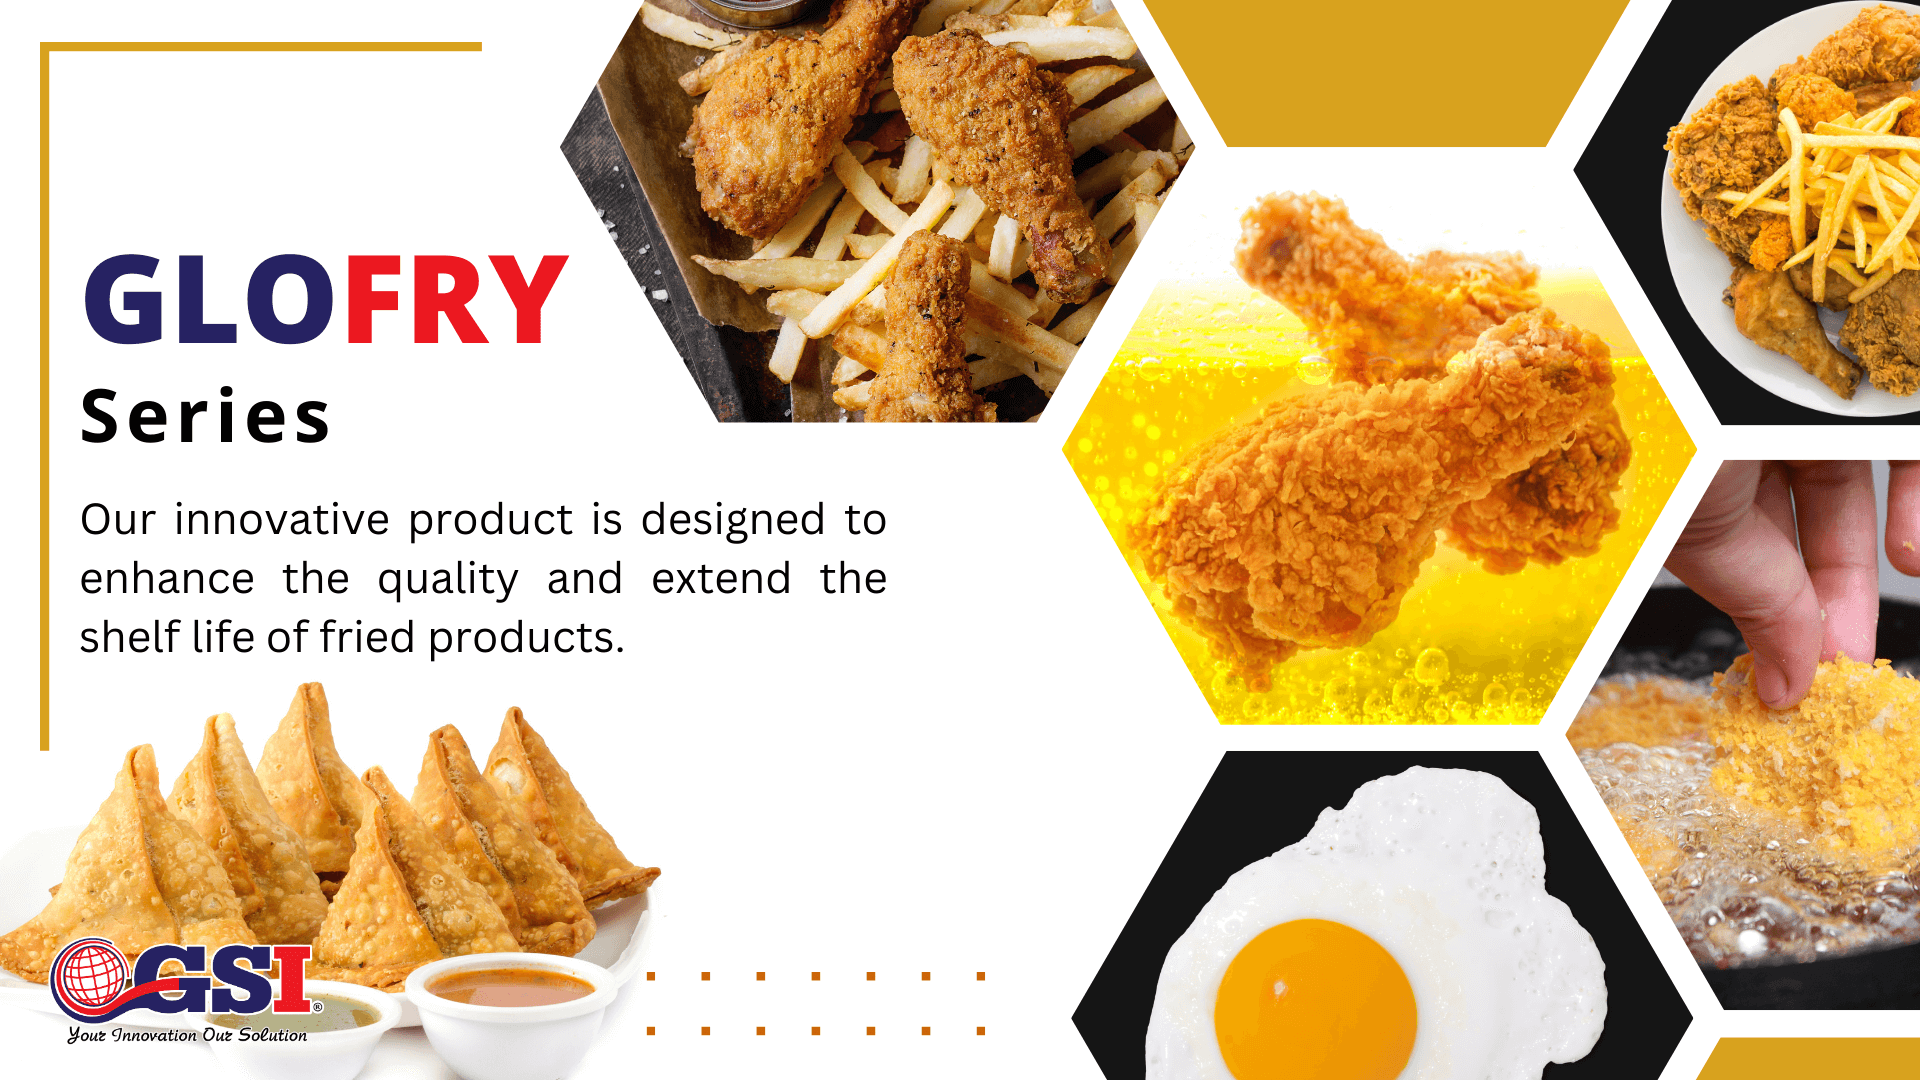 GLOFRY
Series
Our innovative product is designed to
enhance the quality and extend the
shelf life of fried products.
GSI®
Your Innovation Our Solution